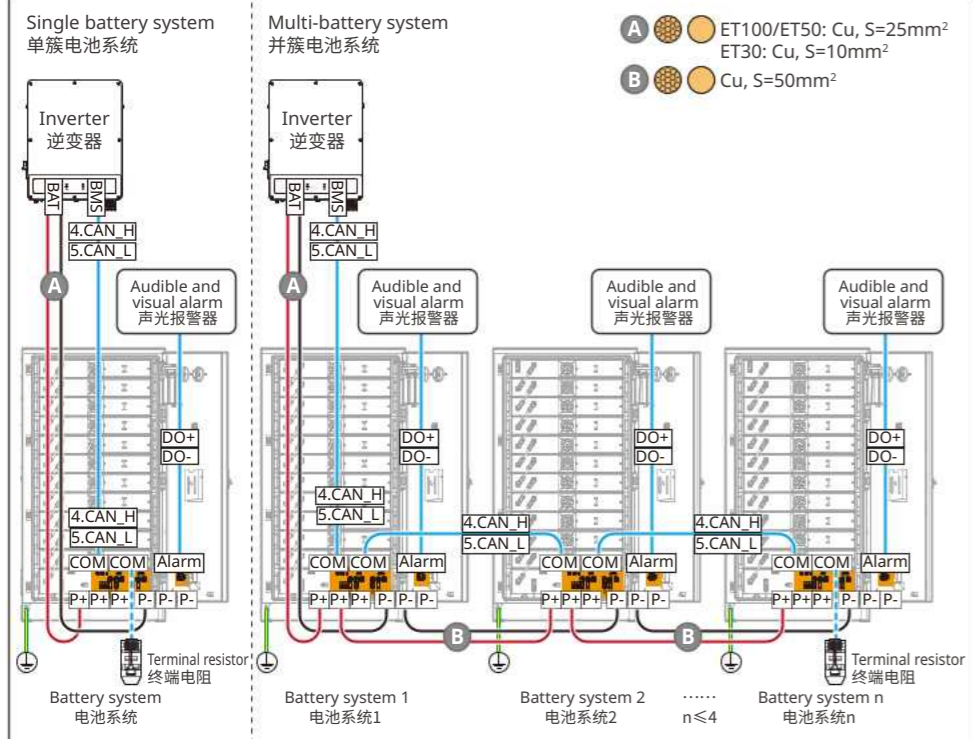 Single battery system
单簇电池系统
Multi-battery system
并簇电池系统
A ET100/ET50: Cu, S=25mm²
ET30: Cu, S=10mm²
B Cu, S=50mm²
Inverter
逆变器
BAT
BMS
4.CAN_H
5.CAN_L
A
Audible and
visual alarm
声光报警器
DO+
DO-
4.CAN_H
5.CAN_L
COM COM Alarm
P+ P+ P+ P- P- P-
Terminal resistor
终端电阻
Battery system
电池系统
Inverter
逆变器
BAT
BMS
4.CAN_H
5.CAN_L
A
Audible and
visual alarm
声光报警器
Audible and
visual alarm
声光报警器
Audible and
visual alarm
声光报警器
DO+
DO-
DO+
DO-
DO+
DO-
4.CAN_H
5.CAN_L
4.CAN_H
5.CAN_L
4.CAN_H
5.CAN_L
COM COM Alarm
COM COM Alarm
COM COM Alarm
P+ P+ P+ P- P- P-
P+ P+ P+ P- P- P-
P+ P+ P+ P- P- P-
B
B
Terminal resistor
终端电阻
Battery system 1
电池系统1
Battery system 2
电池系统2
······
n≤4
Battery system n
电池系统n